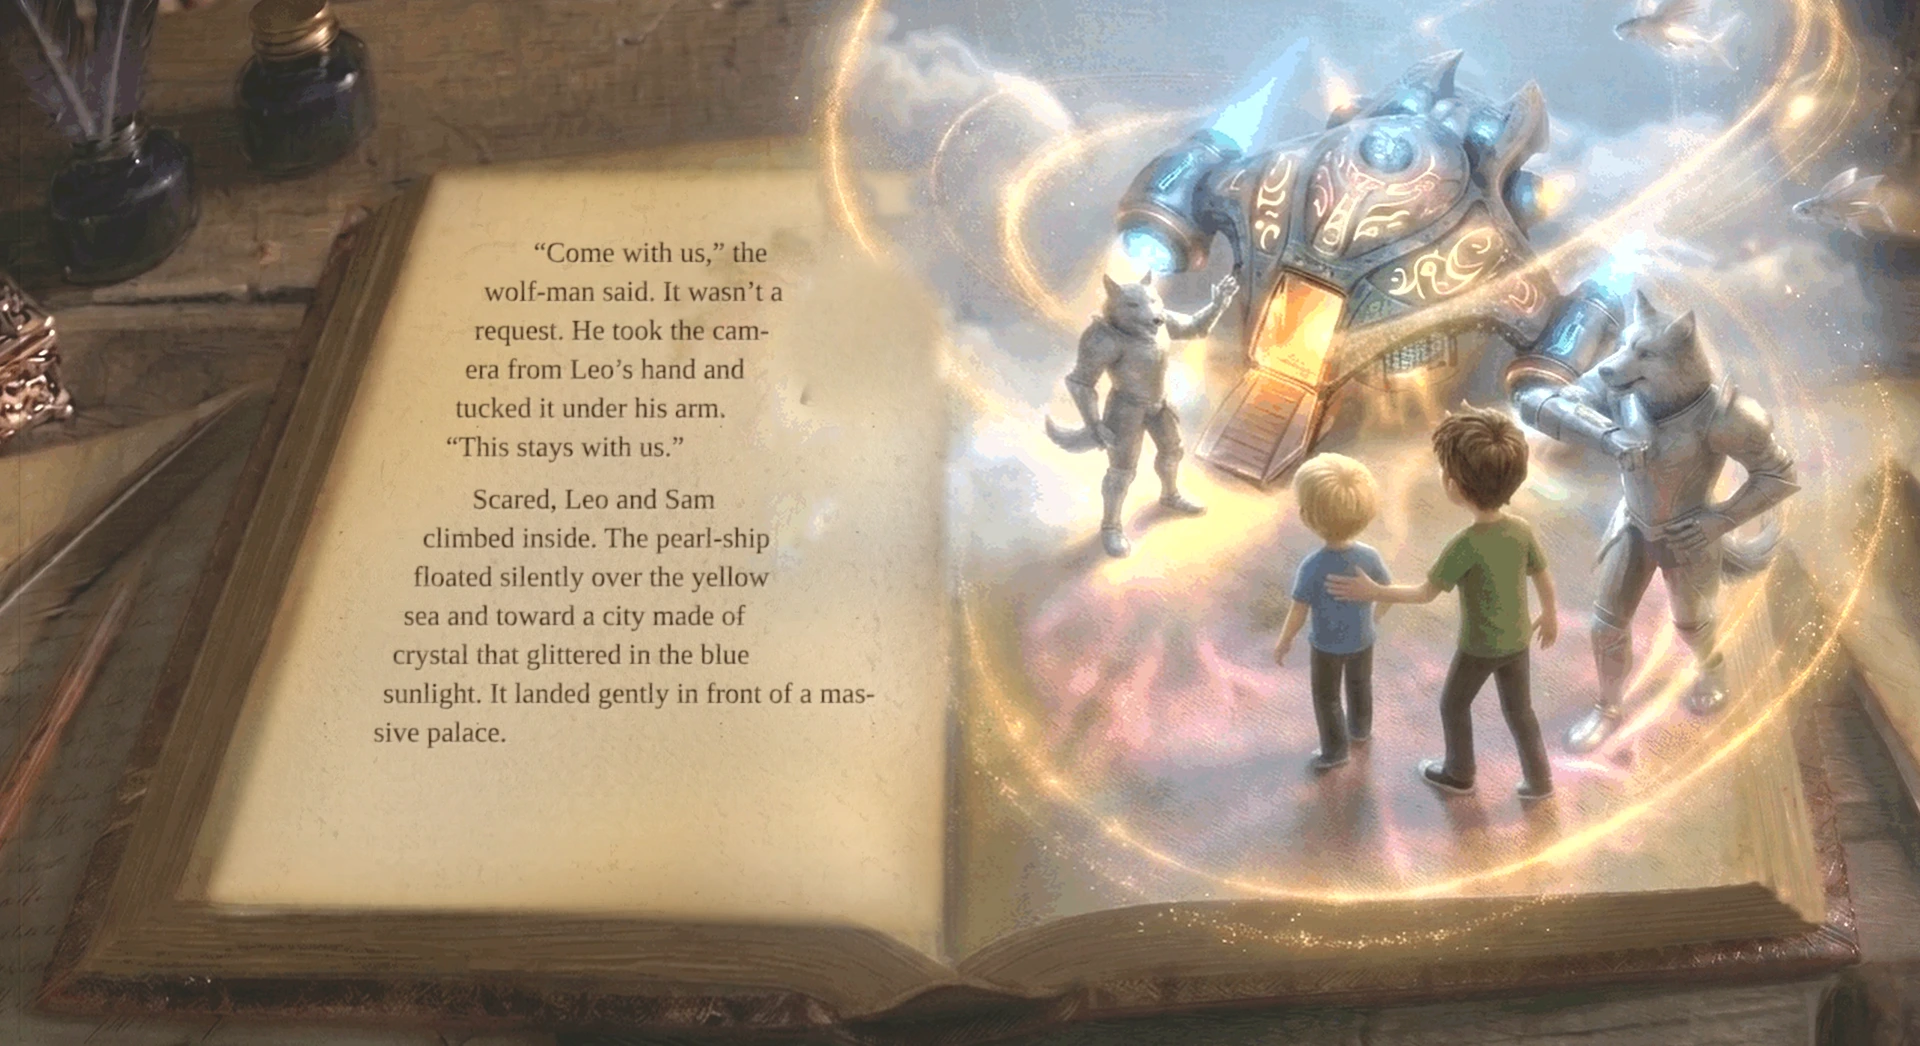 “Come with us,” the
wolf-man said. It wasn’t a
request. He took the cam-
era from Leo’s hand and
tucked it under his arm.
“This stays with us.”
Scared, Leo and Sam
climbed inside. The pearl-ship
floated silently over the yellow
sea and toward a city made of
crystal that glittered in the blue
sunlight. It landed gently in front of a mas-
sive palace.